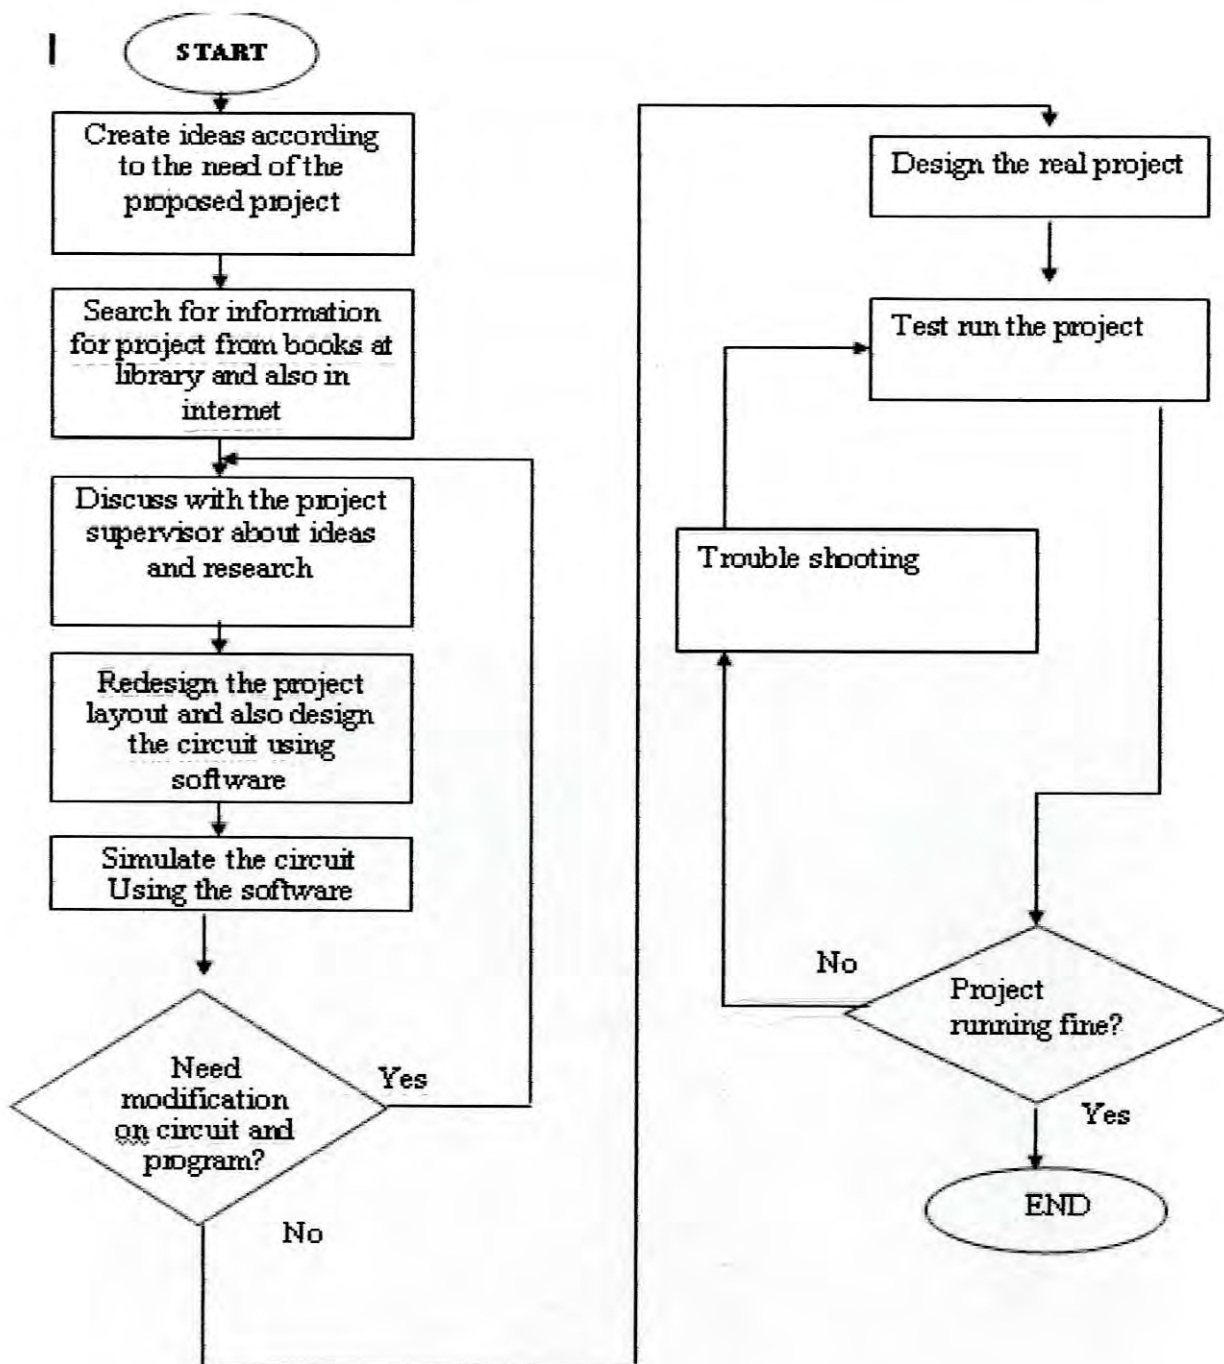 START
Create ideas according
to the need of the
proposed project
Search for information
for project from books at
library and also in
internet
Discuss with the project
supervisor about ideas
and research
Redesign the project
layout and also design
the circuit using
software
Simulate the circuit
Using the software
Need
modification
on circuit and
program?
Yes
No
Design the real project
Test run the project
Trouble shooting
No
Project
running fine?
Yes
END